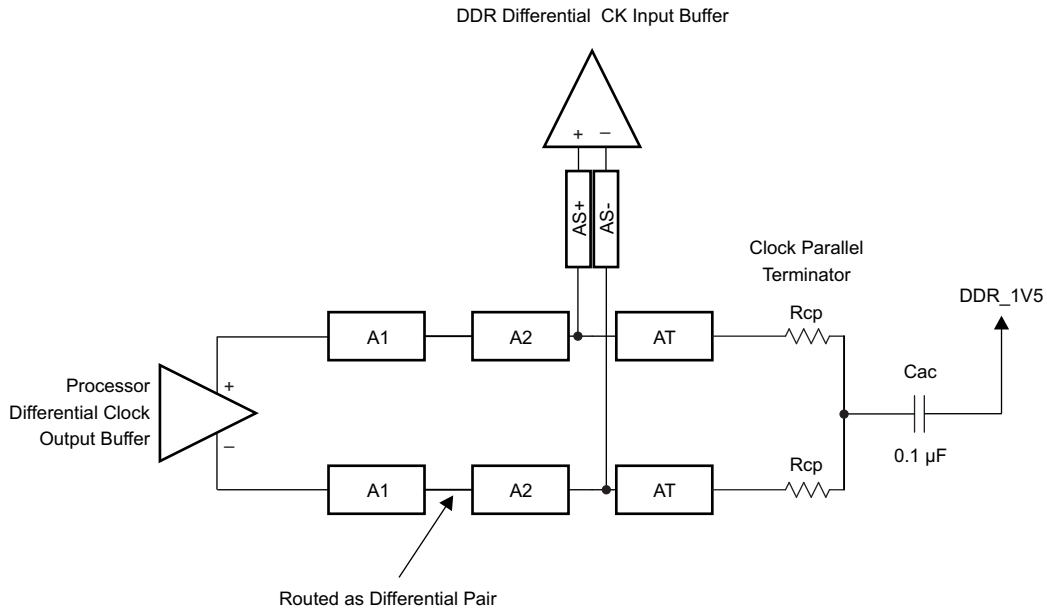 DDR Differential CK Input Buffer
+ –
AS+
AS-
Clock Parallel
Terminator
DDR_1V5
Rcp
A1
A2
AT
Cac
Processor
Differential Clock
Output Buffer
+
–
0.1 µF
Rcp
A1
A2
AT
Routed as Differential Pair